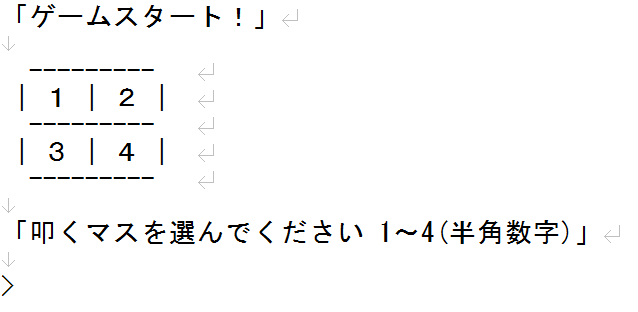 「ゲームスタート！」↵
↓
 ---------  ↵
| 1 | 2 |  ↵
 ---------  ↵
| 3 | 4 |  ↵
 ---------  ↵
↓
「叩くマスを選んでください 1～4(半角数字)」↵
↓
>